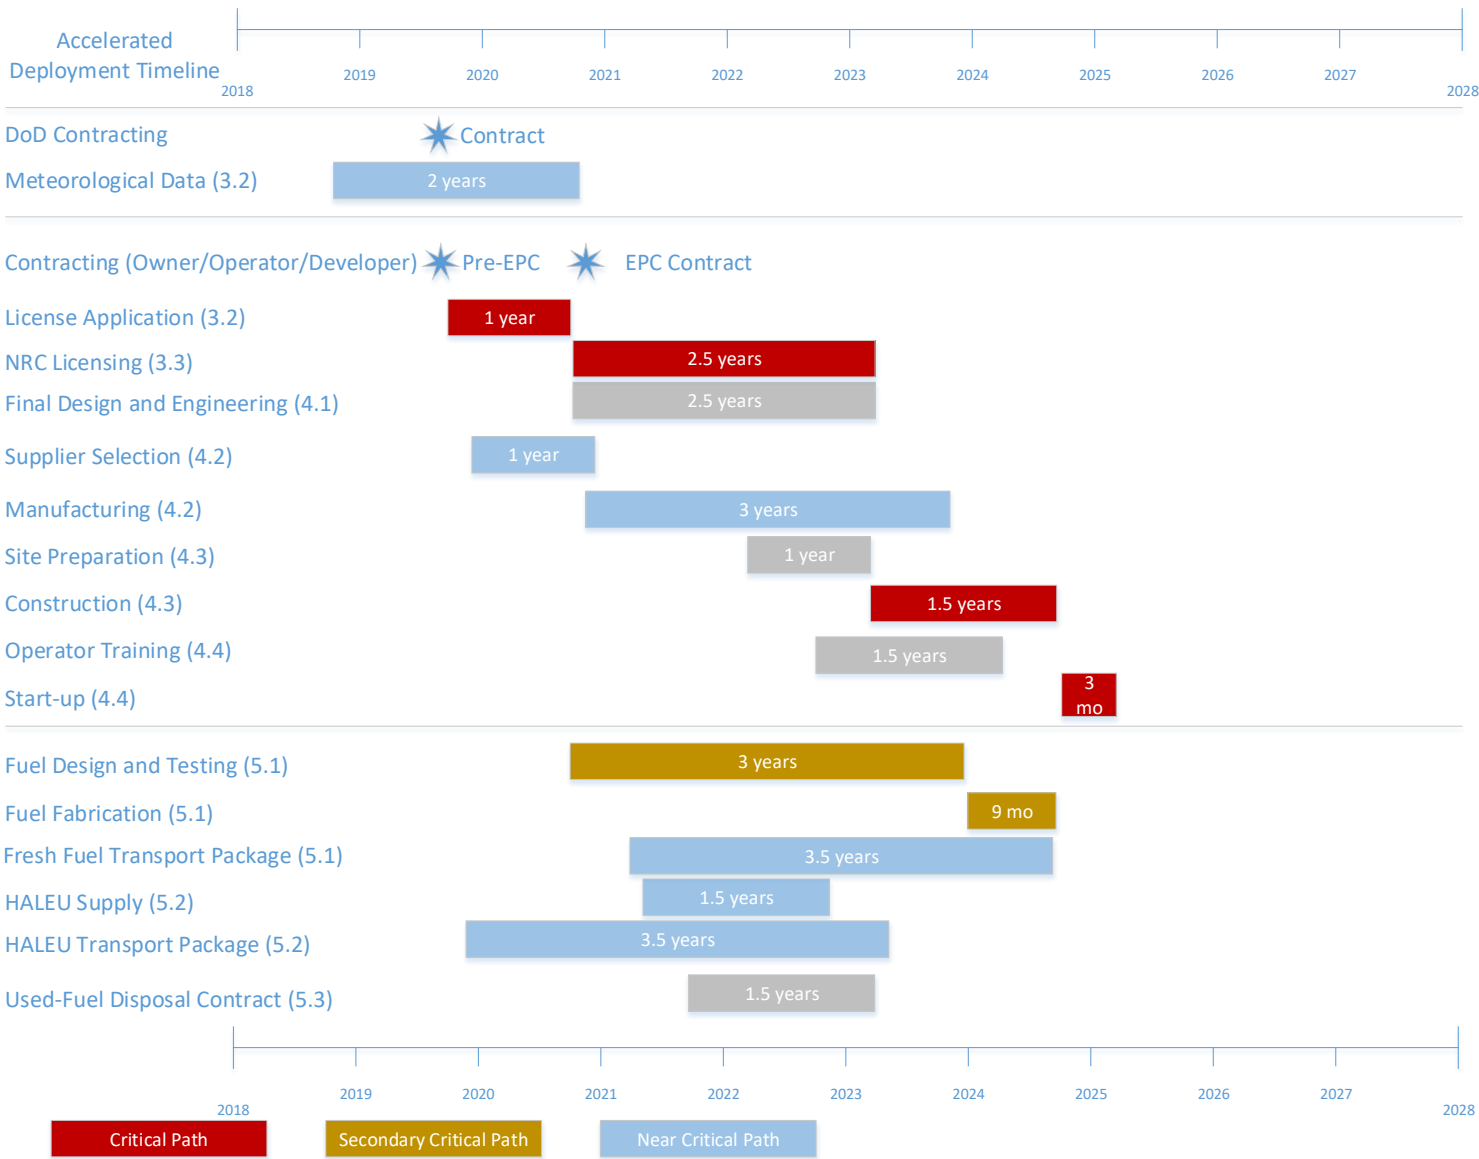 Accelerated
Deployment Timeline
2018
2019
2020
2021
2022
2023
2024
2025
2026
2027
2028
DoD Contracting
Contract
Meteorological Data (3.2)
2 years
Contracting (Owner/Operator/Developer)
Pre-EPC
EPC Contract
License Application (3.2)
1 year
NRC Licensing (3.3)
2.5 years
Final Design and Engineering (4.1)
2.5 years
Supplier Selection (4.2)
1 year
Manufacturing (4.2)
3 years
Site Preparation (4.3)
1 year
Construction (4.3)
1.5 years
Operator Training (4.4)
1.5 years
Start-up (4.4)
3
mo
Fuel Design and Testing (5.1)
3 years
Fuel Fabrication (5.1)
9 mo
Fresh Fuel Transport Package (5.1)
3.5 years
HALEU Supply (5.2)
1.5 years
HALEU Transport Package (5.2)
3.5 years
Used-Fuel Disposal Contract (5.3)
1.5 years
2018
2019
2020
2021
2022
2023
2024
2025
2026
2027
2028
Critical Path
Secondary Critical Path
Near Critical Path